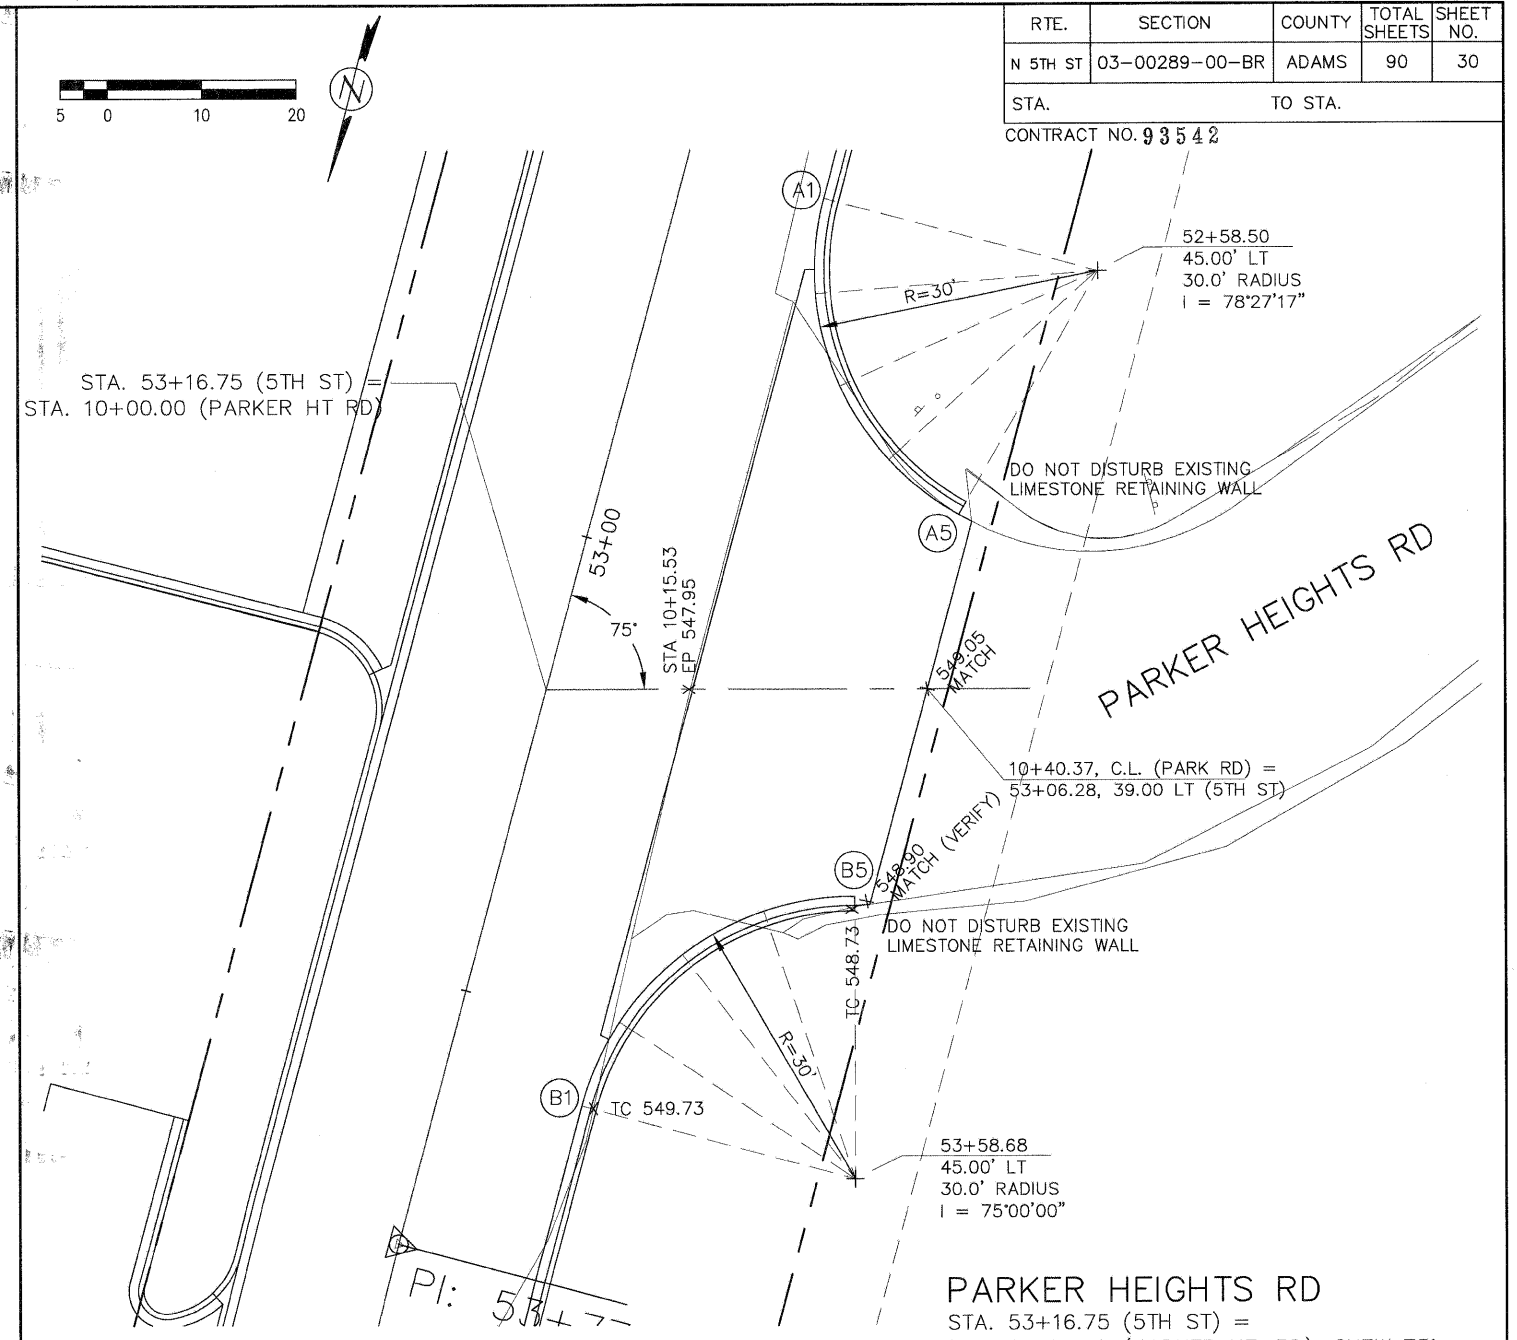 RTE. SECTION COUNTY TOTAL SHEETS SHEET NO.
N 5TH ST 03-00289-00-BR ADAMS 90 30
STA. TO STA.
CONTRACT NO. 93542
5 0 10 20
N
A1
52+58.50
45.00' LT
30.0' RADIUS
I = 78°27'17"
R=30'
STA. 53+16.75 (5TH ST) =
STA. 10+00.00 (PARKER HT RD)
DO NOT DISTURB EXISTING
LIMESTONE RETAINING WALL
A5
53+00
STA 10+15.53
EP 547.95
75°
PARKER HEIGHTS RD
549.05
MATCH
10+40.37, C.L. (PARK RD) =
53+06.28, 39.00 LT (5TH ST)
548.90
MATCH (VERIFY)
B5
DO NOT DISTURB EXISTING
LIMESTONE RETAINING WALL
TC 548.73
R=30'
B1
TC 549.73
53+58.68
45.00' LT
30.0' RADIUS
I = 75°00'00"
PI:
PARKER HEIGHTS RD
STA. 53+16.75 (5TH ST) =